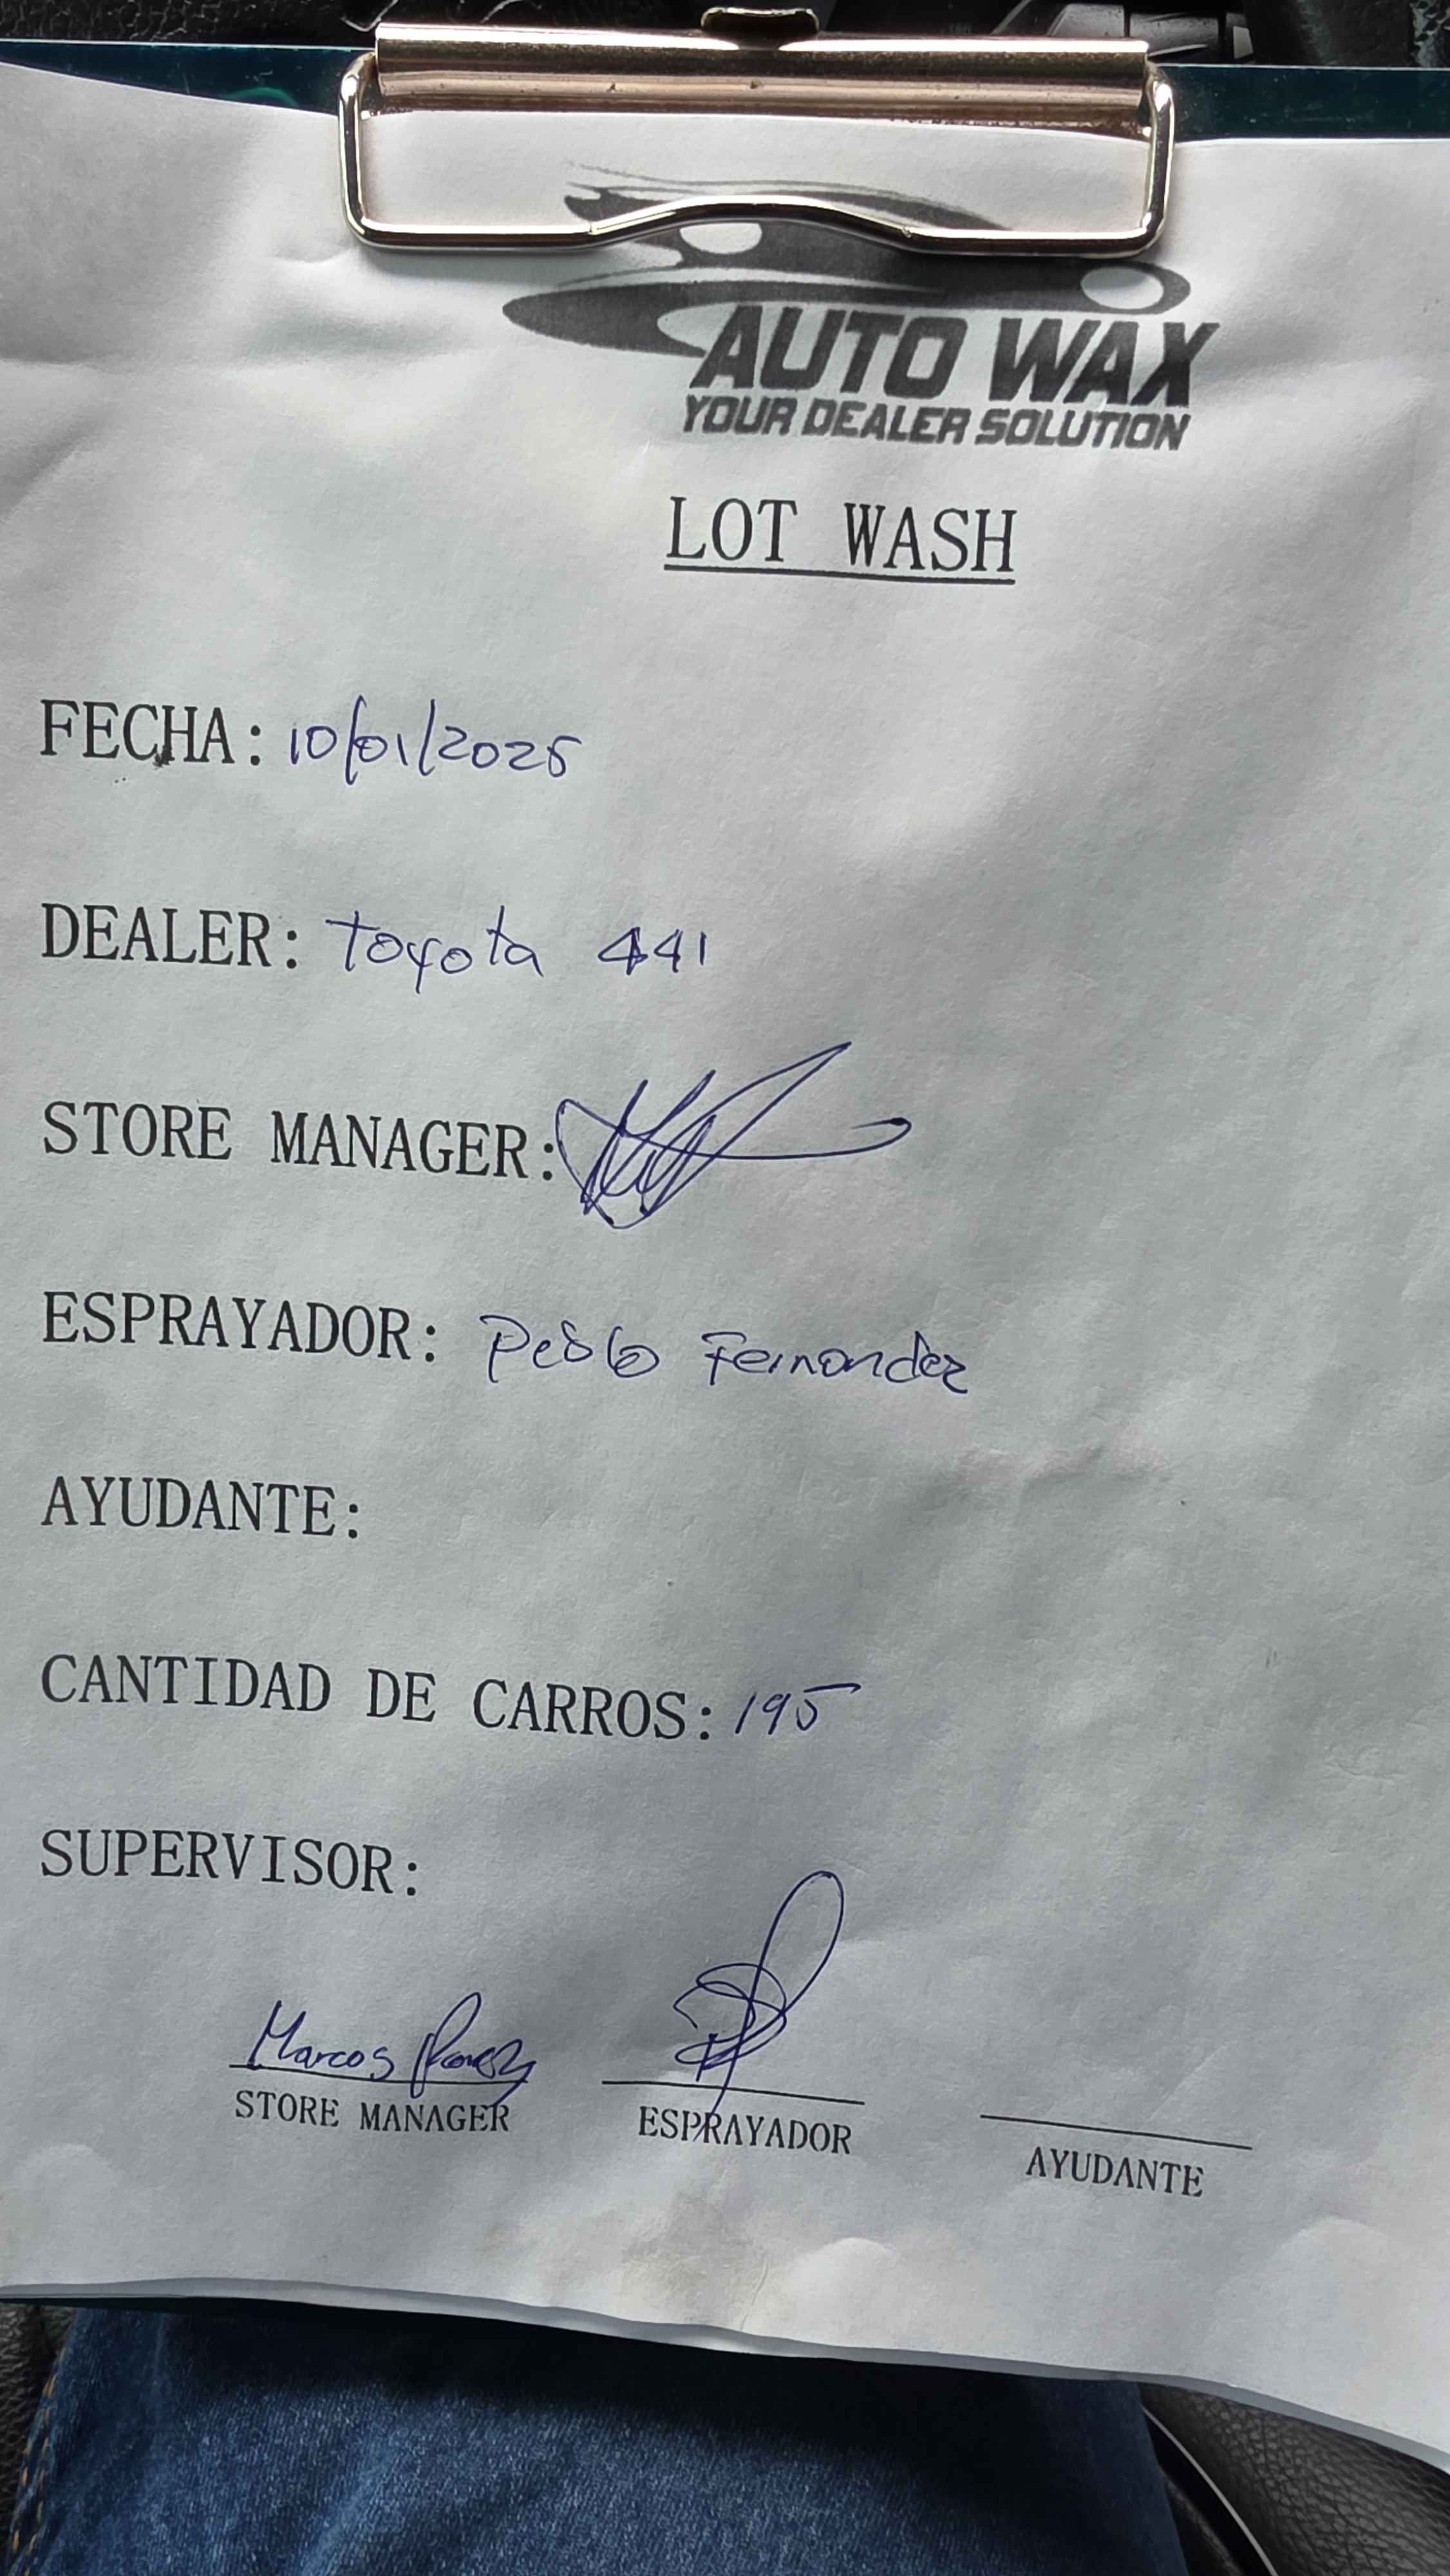 AUTO WAX
YOUR DEALER SOLUTION
LOT WASH
FECHA: 10/01/2025
DEALER: Toyota 441
STORE MANAGER:
ESPRAYADOR: Pedro Fernandez
AYUDANTE:
CANTIDAD DE CARROS: 195
SUPERVISOR:
Marcos
STORE MANAGER ESPRAYADOR AYUDANTE